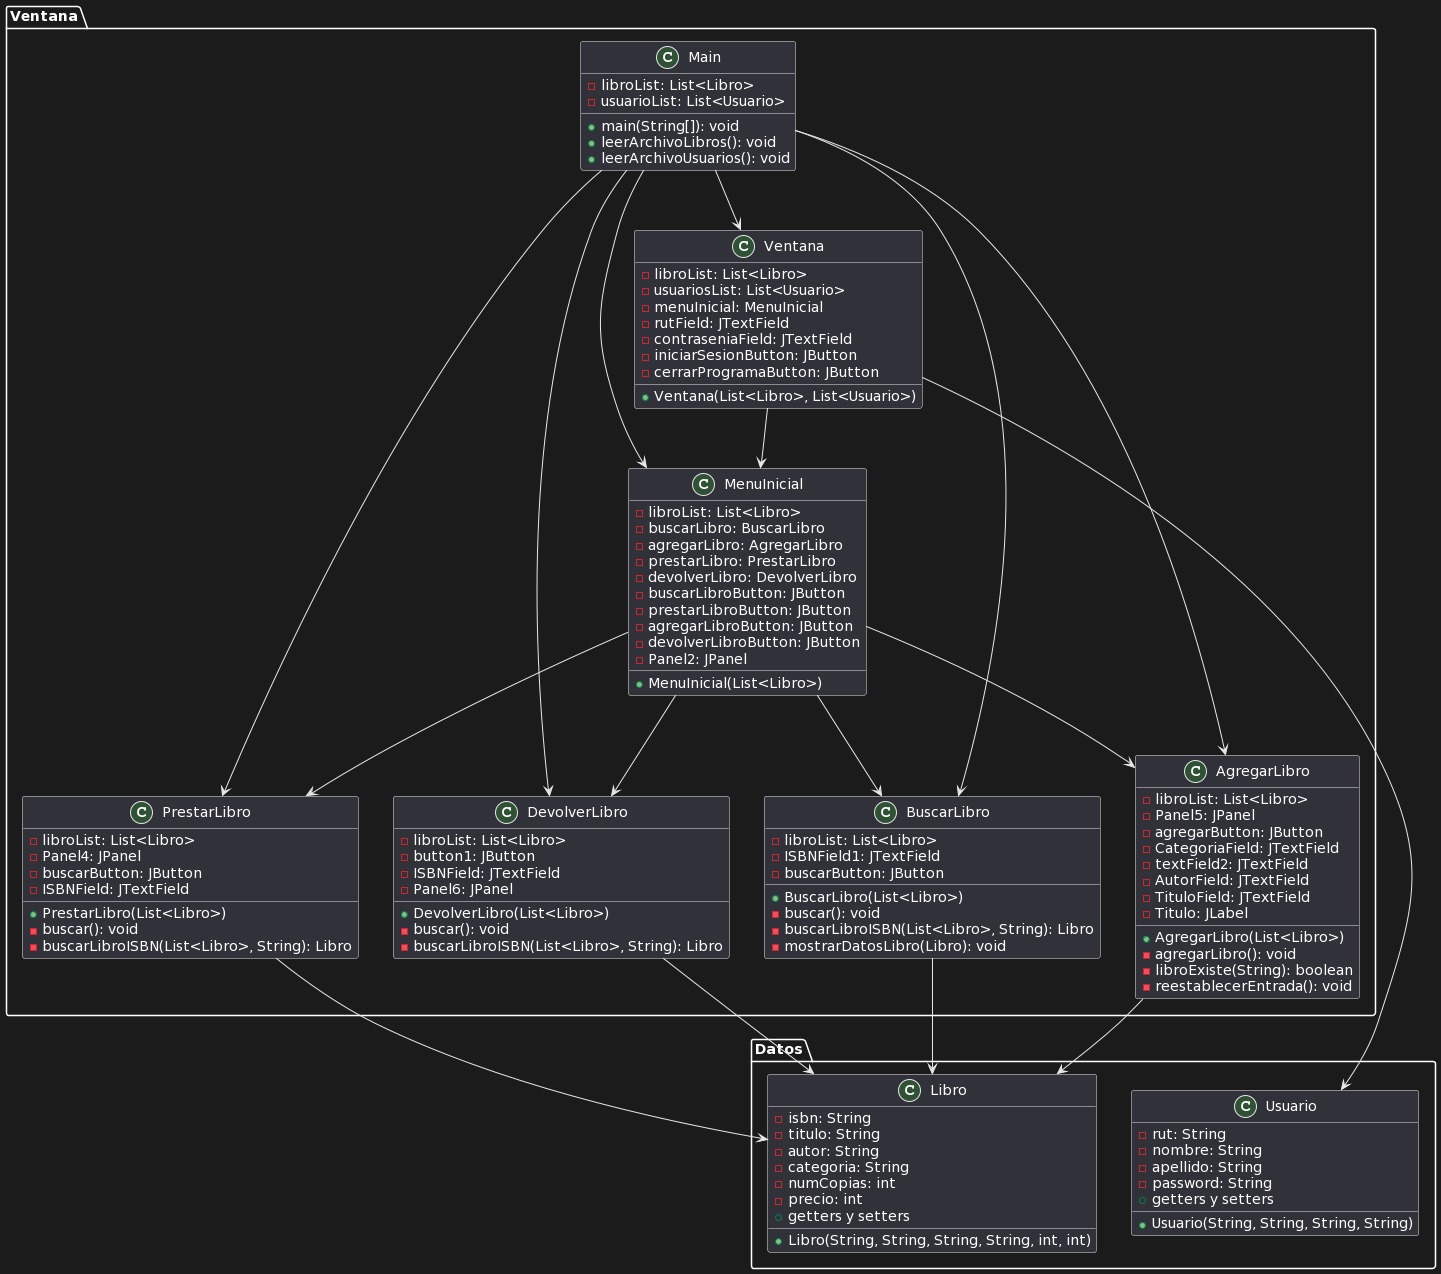 Ventana
C Main
libroList: List<Libro>
usuarioList: List<Usuario>
main(String[]): void
leerArchivoLibros(): void
leerArchivoUsuarios(): void
C Ventana
libroList: List<Libro>
usuariosList: List<Usuario>
menuInicial: MenuInicial
rutField: JTextField
contraseniaField: JTextField
iniciarSesionButton: JButton
cerrarProgramaButton: JButton
Ventana(List<Libro>, List<Usuario>)
C MenuInicial
libroList: List<Libro>
buscarLibro: BuscarLibro
agregarLibro: AgregarLibro
prestarLibro: PrestarLibro
devolverLibro: DevolverLibro
buscarLibroButton: JButton
prestarLibroButton: JButton
agregarLibroButton: JButton
devolverLibroButton: JButton
Panel2: JPanel
MenuInicial(List<Libro>)
C PrestarLibro
libroList: List<Libro>
Panel4: JPanel
buscarButton: JButton
ISBNField: JTextField
PrestarLibro(List<Libro>)
buscar(): void
buscarLibroISBN(List<Libro>, String): Libro
C DevolverLibro
libroList: List<Libro>
button1: JButton
ISBNField: JTextField
Panel6: JPanel
DevolverLibro(List<Libro>)
buscar(): void
buscarLibroISBN(List<Libro>, String): Libro
C BuscarLibro
libroList: List<Libro>
ISBNField1: JTextField
buscarButton: JButton
BuscarLibro(List<Libro>)
buscar(): void
buscarLibroISBN(List<Libro>, String): Libro
mostrarDatosLibro(Libro): void
C AgregarLibro
libroList: List<Libro>
Panel5: JPanel
agregarButton: JButton
CategoriaField: JTextField
textField2: JTextField
AutorField: JTextField
TituloField: JTextField
Titulo: JLabel
AgregarLibro(List<Libro>)
agregarLibro(): void
libroExiste(String): boolean
reestablecerEntrada(): void
Datos
C Libro
isbn: String
titulo: String
autor: String
categoria: String
numCopias: int
precio: int
getters y setters
Libro(String, String, String, String, int, int)
C Usuario
rut: String
nombre: String
apellido: String
password: String
getters y setters
Usuario(String, String, String, String)